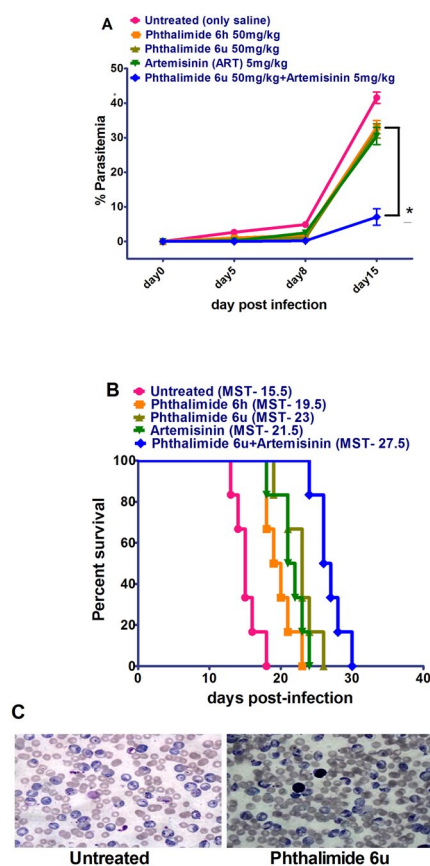 A
Untreated (only saline)
Phthalimide 6h 50mg/kg
Phthalimide 6u 50mg/kg
Artemisinin (ART) 5mg/kg
Phthalimide 6u 50mg/kg+Artemisinin 5mg/kg
50
40
30
20
10
0
% Parasitemia
*
day0
day5
day8
day15
day post infection
B
Untreated (MST- 15.5)
Phthalimide 6h (MST- 19.5)
Phthalimide 6u (MST- 23)
Artemisinin (MST- 21.5)
Phthalimide 6u+Artemisinin (MST- 27.5)
100
80
60
40
20
0
Percent survival
0
10
20
30
40
days post-infection
C
Untreated
Phthalimide 6u